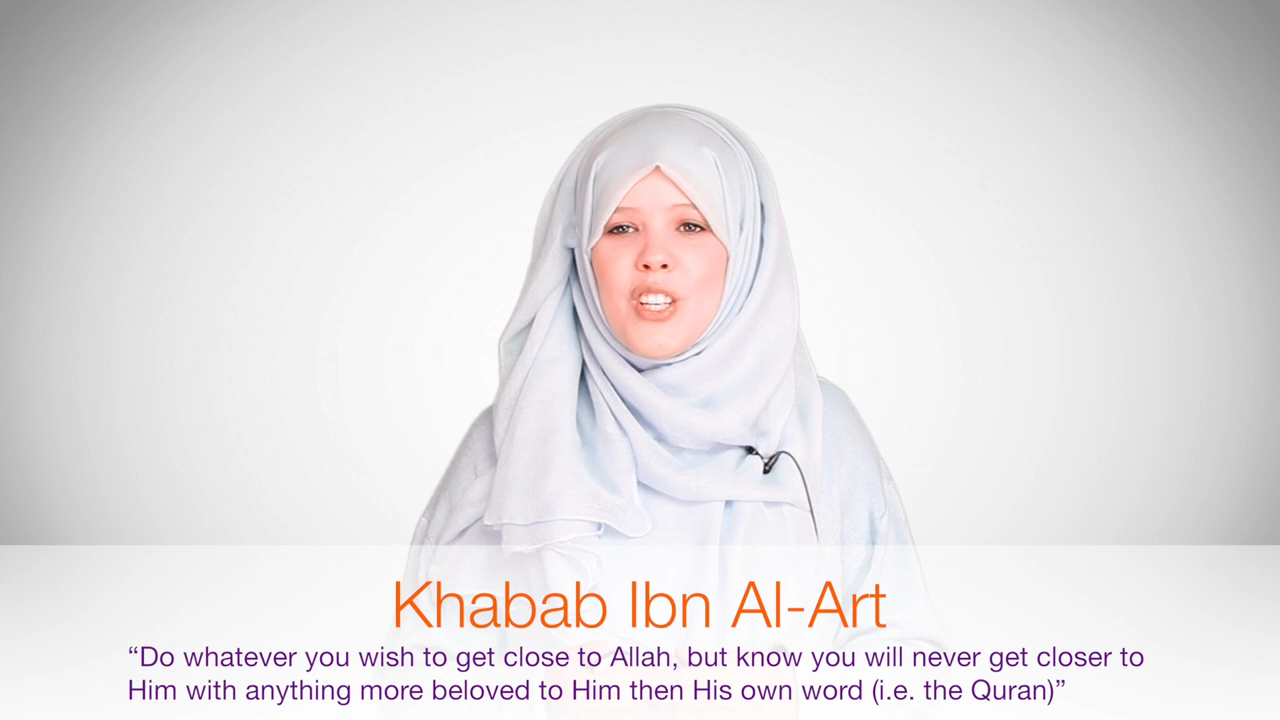 Khabab Ibn Al-Art
“Do whatever you wish to get close to Allah, but know you will never get closer to
Him with anything more beloved to Him then His own word (i.e. the Quran)”